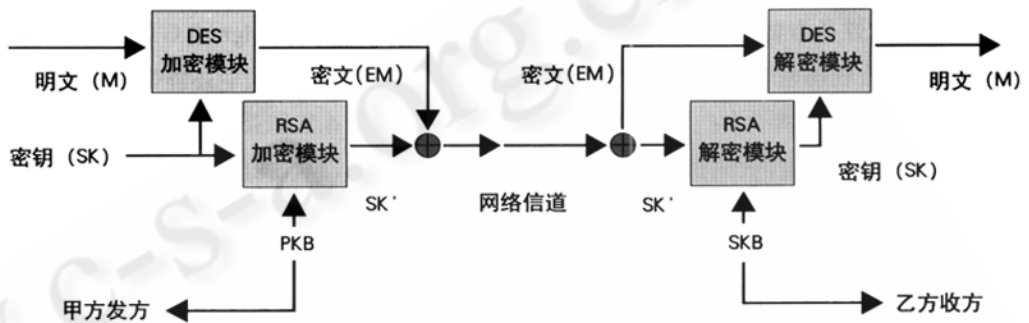 DES
加密模块
DES
解密模块
明文 (M)
密文(EM)
密文(EM)
明文 (M)
RSA
加密模块
RSA
解密模块
密钥 (SK)
密钥 (SK)
SK'
网络信道
SK'
PKB
SKB
甲方发方
乙方收方
c-s-a.org.c